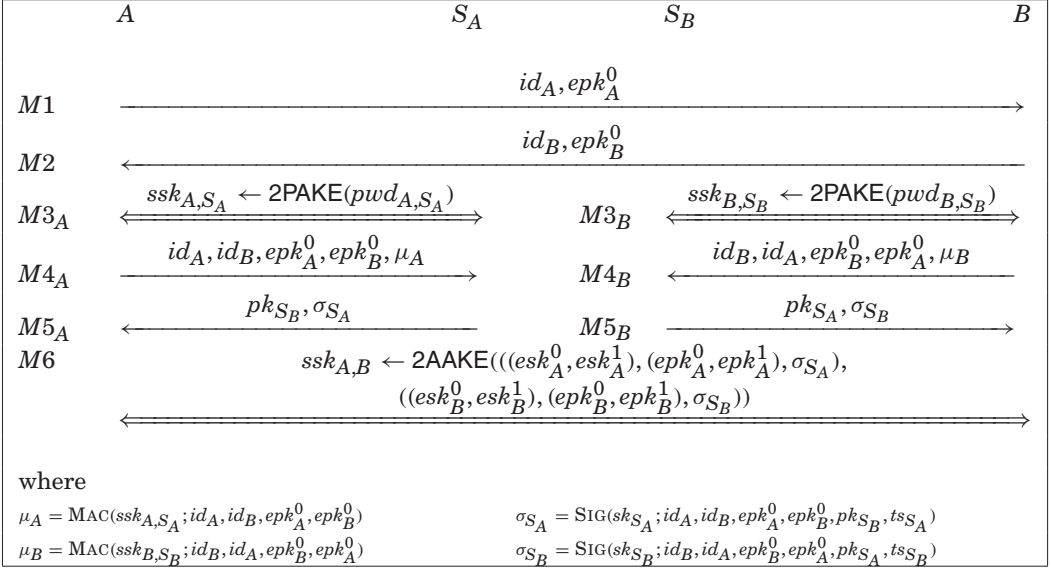 A S_A S_B B
M1 id_A, epk_A^0
M2 id_B, epk_B^0
M3_A ssk_{A,S_A} ← 2PAKE(pwd_{A,S_A}) M3_B ssk_{B,S_B} ← 2PAKE(pwd_{B,S_B})
M4_A id_A, id_B, epk_A^0, epk_B^0, μ_A M4_B id_B, id_A, epk_B^0, epk_A^0, μ_B
M5_A pk_{S_B}, σ_{S_A} M5_B pk_{S_A}, σ_{S_B}
M6 ssk_{A,B} ← 2AAKE(((esk_A^0, esk_A^1), (epk_A^0, epk_A^1), σ_{S_A}),
((esk_B^0, esk_B^1), (epk_B^0, epk_B^1), σ_{S_B}))
where
μ_A = MAC(ssk_{A,S_A}; id_A, id_B, epk_A^0, epk_B^0) σ_{S_A} = SIG(sk_{S_A}; id_A, id_B, epk_A^0, epk_B^0, pk_{S_B}, ts_{S_A})
μ_B = MAC(ssk_{B,S_B}; id_B, id_A, epk_B^0, epk_A^0) σ_{S_B} = SIG(sk_{S_B}; id_B, id_A, epk_B^0, epk_A^0, pk_{S_A}, ts_{S_B})